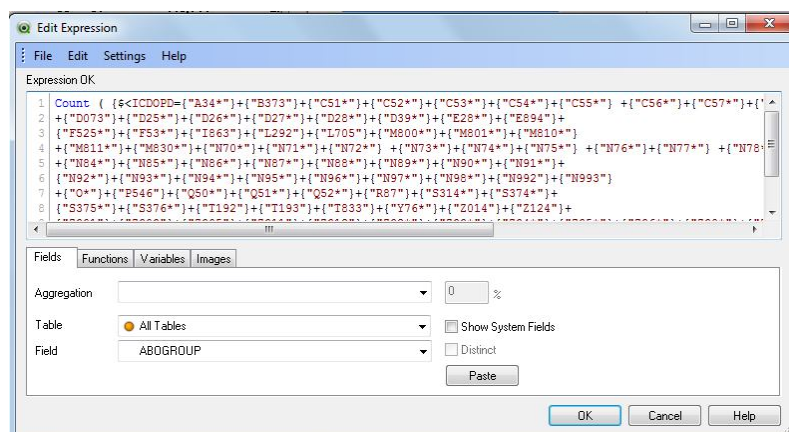 Edit Expression
File Edit Settings Help
Expression OK
1 Count ( {$<ICDOPD={"A34*"}+{"B373"}+{"C51*"}+{"C52*"}+{"C53*"}+{"C54*"}+{"C55*"} +{"C56*"}+{"C57*"}+{"
2 +{"D073"}+{"D25*"}+{"D26*"}+{"D27*"}+{"D28*"}+{"D39*"}+{"E28*"}+{"E894"}+
3 {"F525*"}+{"F53*"}+{"I863"}+{"L292"}+{"L705"}+{"M800*"}+{"M801*"}+{"M810*"}
4 +{"M811*"}+{"M830*"}+{"N70*"}+{"N71*"}+{"N72*"} +{"N73*"}+{"N74*"}+{"N75*"} +{"N76*"}+{"N77*"} +{"N78
5 +{"N84*"}+{"N85*"}+{"N86*"}+{"N87*"}+{"N88*"}+{"N89*"}+{"N90*"}+{"N91*"}+
6 {"N92*"}+{"N93*"}+{"N94*"}+{"N95*"}+{"N96*"}+{"N97*"}+{"N98*"}+{"N992"}+{"N993"}
7 +{"O*"}+{"P546"}+{"Q50*"}+{"Q51*"}+{"Q52*"}+{"R87"}+{"S314*"}+{"S374*"}+
8 {"S375*"}+{"S376*"}+{"T192"}+{"T193"}+{"T833"}+{"Y76*"}+{"Z014"}+{"Z124"}+
Fields Functions Variables Images
Aggregation 0 %
Table All Tables Show System Fields
Field ABOGROUP Distinct
Paste
OK Cancel Help